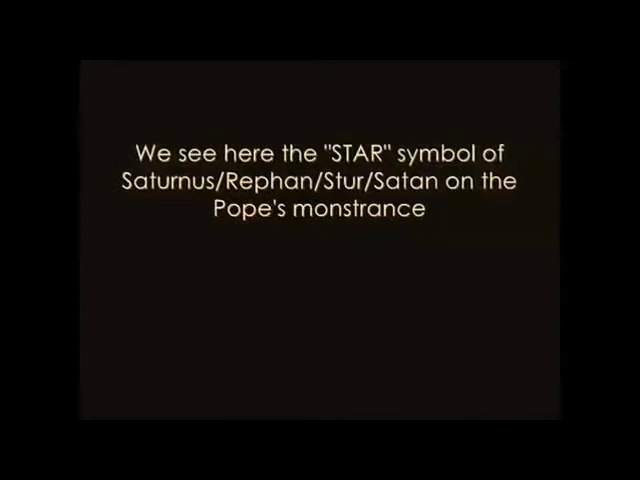 We see here the "STAR" symbol of
Saturnus/Rephan/Stur/Satan on the
Pope's monstrance